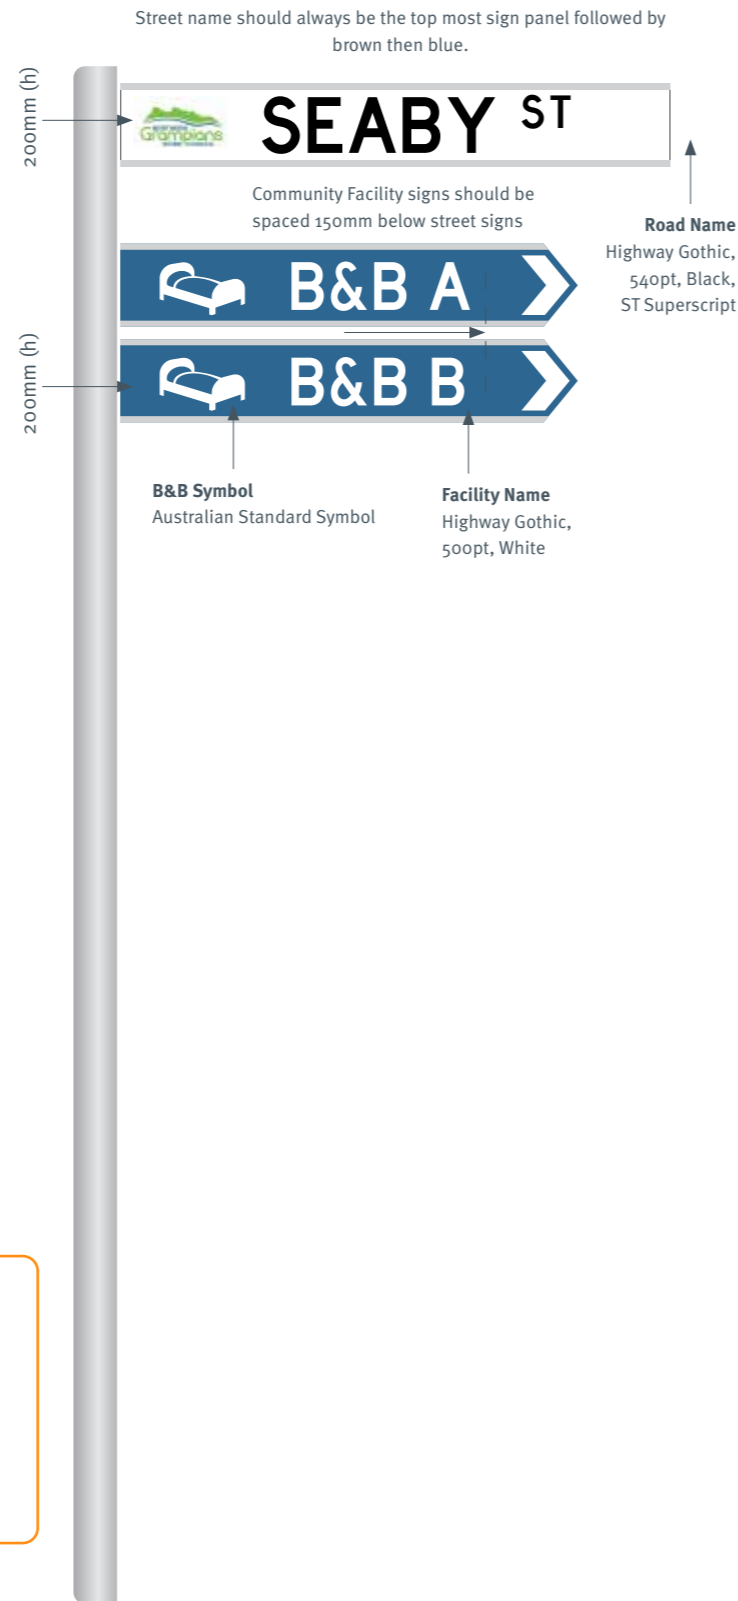 Street name should always be the top most sign panel followed by
brown then blue.
200mm (h)
Grampians
SEABY ST
Community Facility signs should be
spaced 150mm below street signs
Road Name
Highway Gothic,
540pt, Black,
ST Superscript
B&B A
200mm (h)
B&B B
B&B Symbol
Australian Standard Symbol
Facility Name
Highway Gothic,
500pt, White